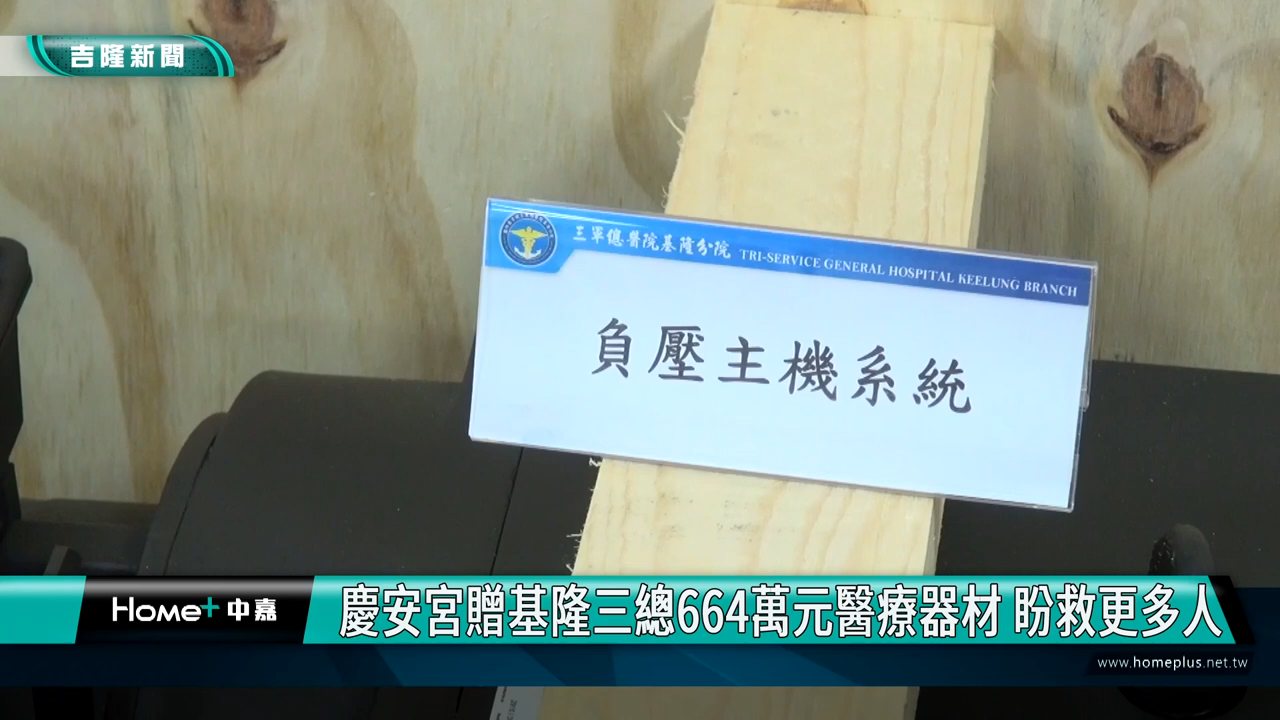 吉隆新聞
三軍總醫院基隆分院 TRI-SERVICE GENERAL HOSPITAL KEELUNG BRANCH
負壓主機系統
Home+中嘉
慶安宮贈基隆三總664萬元醫療器材 盼救更多人
www.homeplus.net.tw